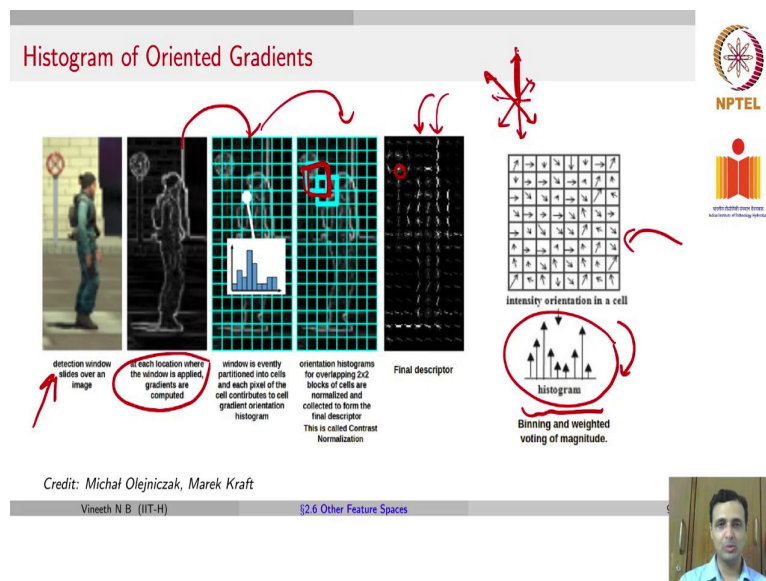 Histogram of Oriented Gradients
NPTEL
detection window
slides over an
image
at each location where
the window is applied,
gradients are
computed
window is evently
partitioned into cells
and each pixel of the
cell contirbutes to cell
gradient orientation
histogram
orientation histograms
for overlapping 2x2
blocks of cells are
normalized and
collected to form the
final descriptor
This is called Contrast
Normalization
Final descriptor
intensity orientation in a cell
histogram
Binning and weighted
voting of magnitude.
Credit: Michał Olejniczak, Marek Kraft
Vineeth N B (IIT-H)
§2.6 Other Feature Spaces